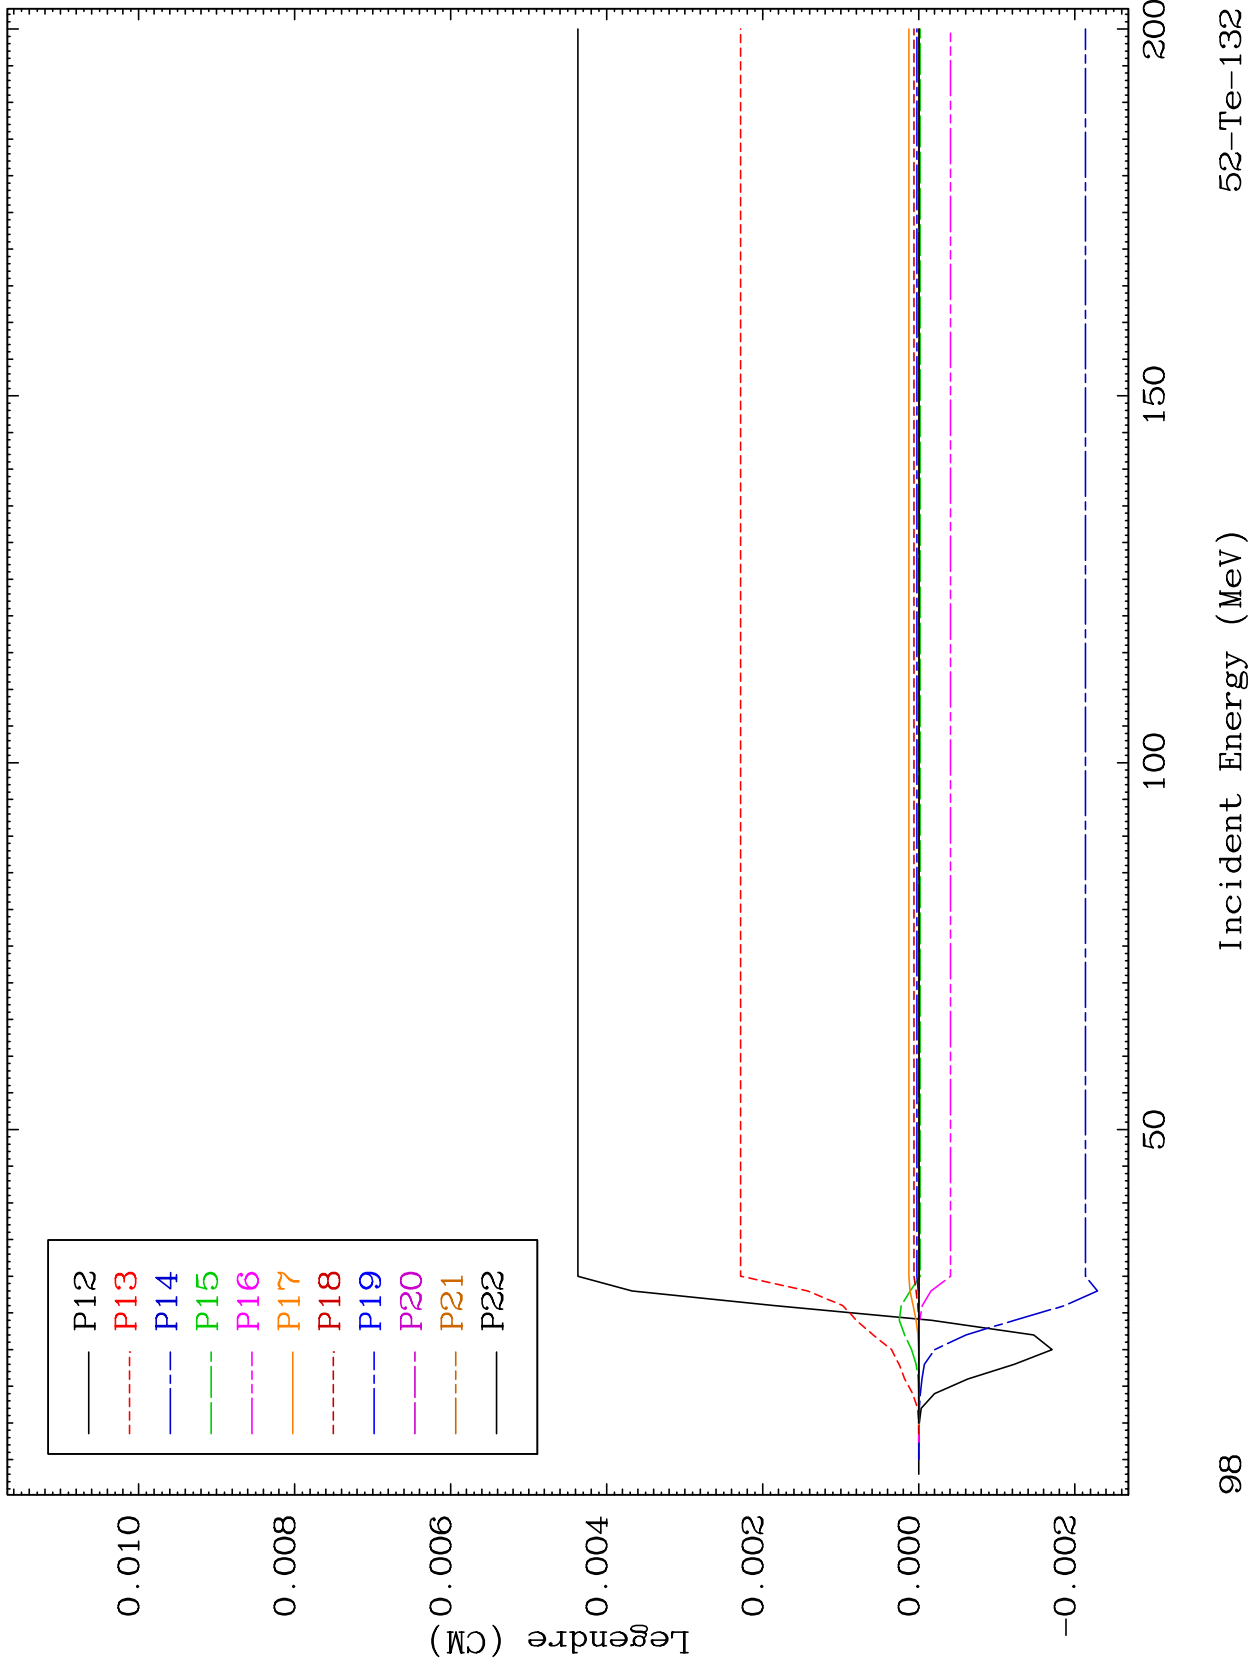 P12
P13
P14
P15
P16
P17
P18
P19
P20
P21
P22
0.010
0.008
0.006
0.004
0.002
0.000
-0.002
Legendre (CM)
50
100
150
200
Incident Energy (MeV)
98
52-Te-132